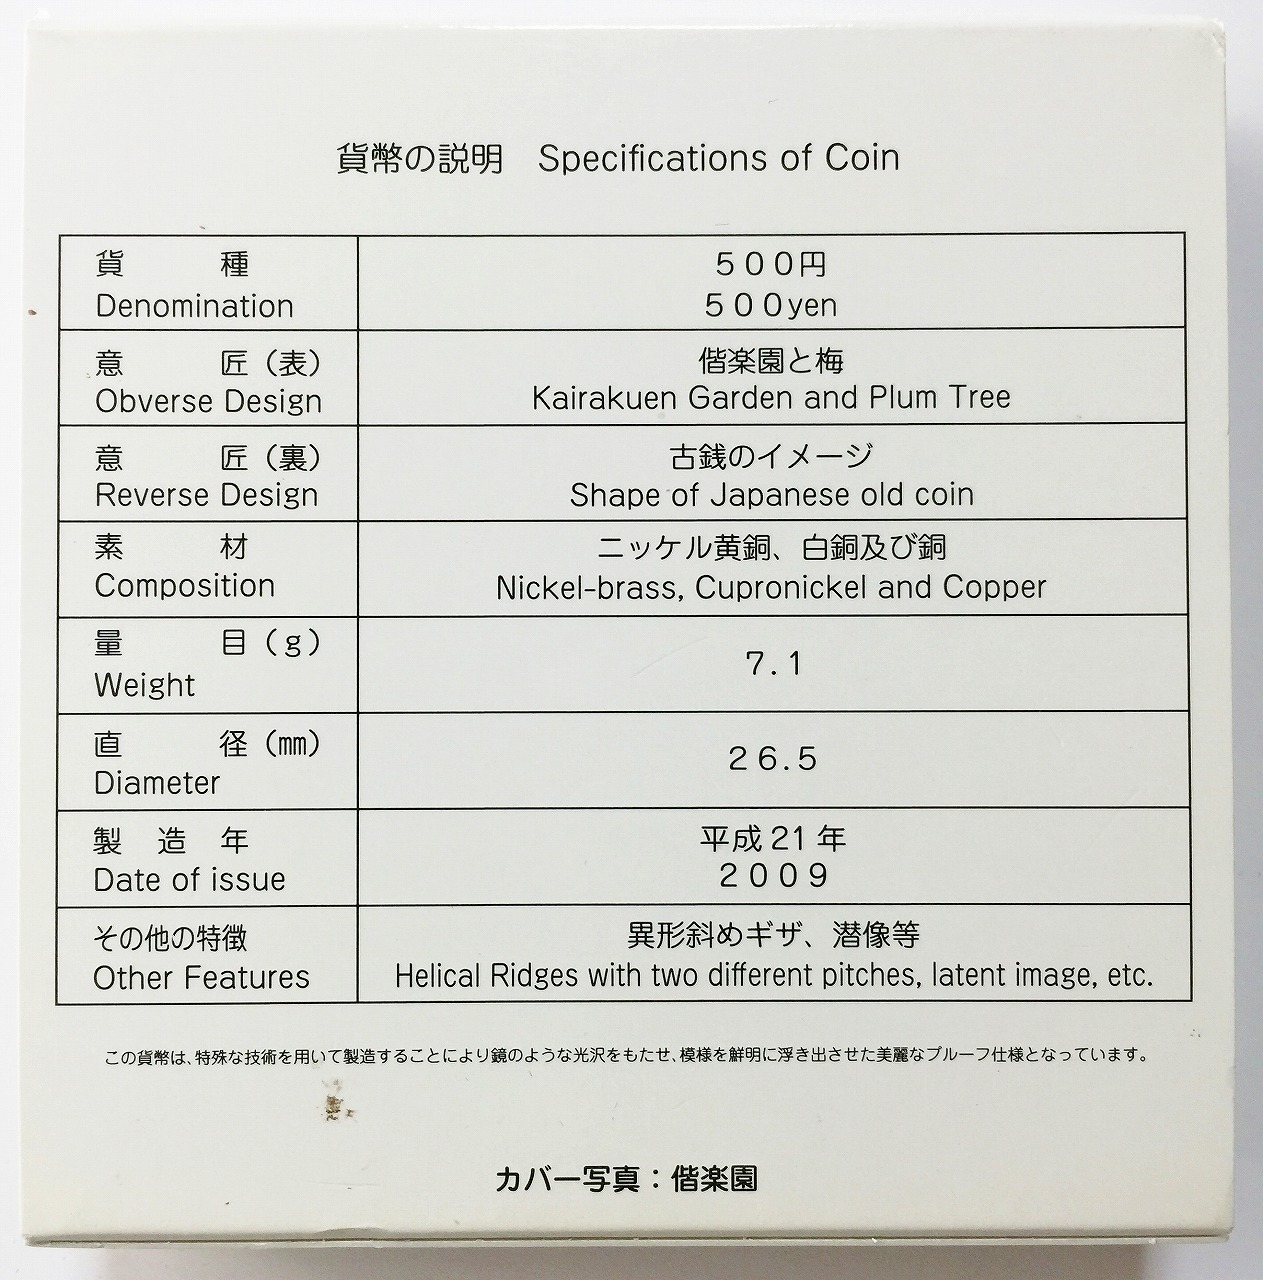 貨幣の説明　Specifications of Coin
貨　　　種
Denomination
５００円
５００yen
意　　　匠（表）
Obverse Design
偕楽園と梅
Kairakuen Garden and Plum Tree
意　　　匠（裏）
Reverse Design
古銭のイメージ
Shape of Japanese old coin
素　　　材
Composition
ニッケル黄銅、白銅及び銅
Nickel-brass, Cupronickel and Copper
量　　　目（ｇ）
Weight
７.１
直　　　径（㎜）
Diameter
２６.５
製　造　年
Date of issue
平成21年
２００９
その他の特徴
Other Features
異形斜めギザ、潜像等
Helical Ridges with two different pitches, latent image, etc.
この貨幣は、特殊な技術を用いて製造することにより鏡のような光沢をもたせ、模様を鮮明に浮き出させた美麗なプルーフ仕様となっています。
カバー写真：偕楽園